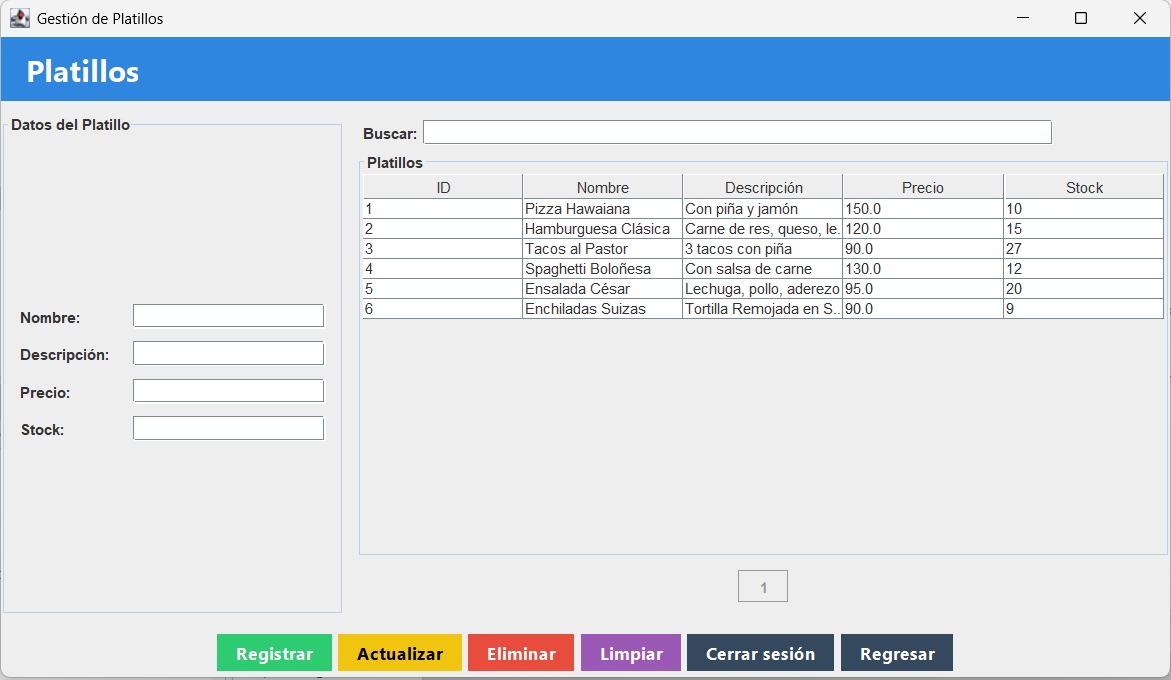 Gestión de Platillos
Platillos
Datos del Platillo
Nombre:
Descripción:
Precio:
Stock:
Buscar:
Platillos
ID Nombre Descripción Precio Stock
1 Pizza Hawaiana Con piña y jamón 150.0 10
2 Hamburguesa Clásica Carne de res, queso, le... 120.0 15
3 Tacos al Pastor 3 tacos con piña 90.0 27
4 Spaghetti Boloñesa Con salsa de carne 130.0 12
5 Ensalada César Lechuga, pollo, aderezo 95.0 20
6 Enchiladas Suizas Tortilla Remojada en S... 90.0 9
1
Registrar Actualizar Eliminar Limpiar Cerrar sesión Regresar